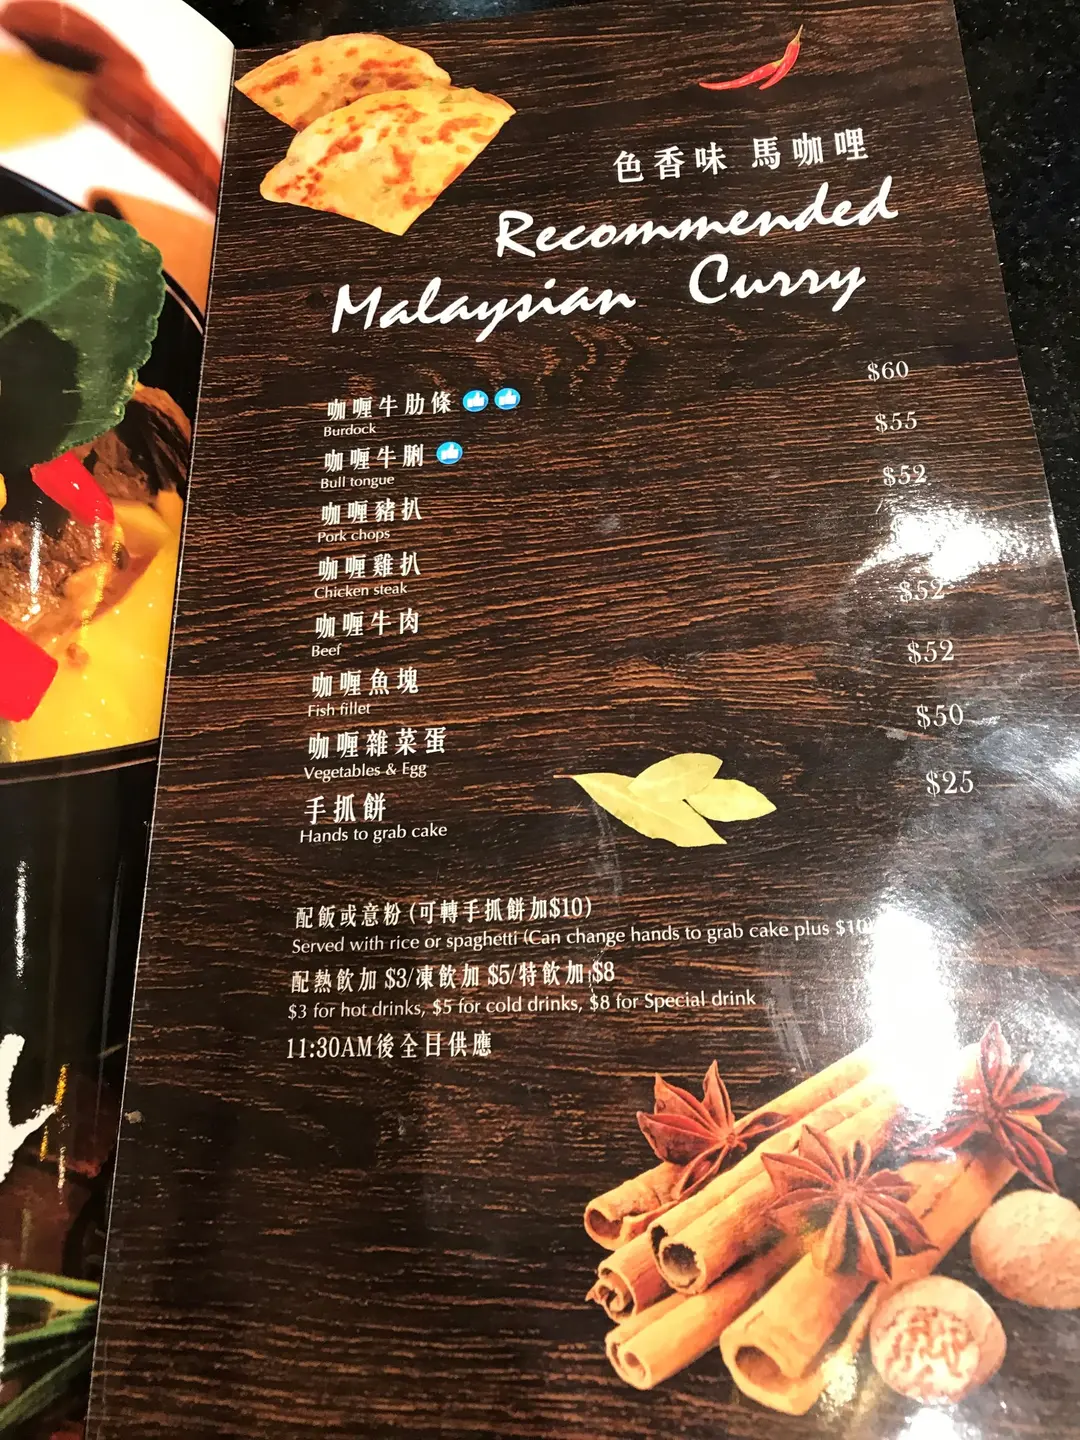 色香味 馬咖哩
Recommended
Malaysian Curry
咖喱牛肋條 $60
Burdock
咖喱牛脷 $55
Bull tongue
咖喱豬扒 $52
Pork chops
咖喱雞扒
Chicken steak
咖喱牛肉 $52
Beef
咖喱魚塊 $52
Fish fillet
咖喱雜菜蛋 $50
Vegetables & Egg
手抓餅 $25
Hands to grab cake
配飯或意粉 (可轉手抓餅加$10)
Served with rice or spaghetti (Can change hands to grab cake plus $10
配熱飲加 $3/凍飲加 $5/特飲加 $8
$3 for hot drinks, $5 for cold drinks, $8 for Special drink
11:30AM後全日供應